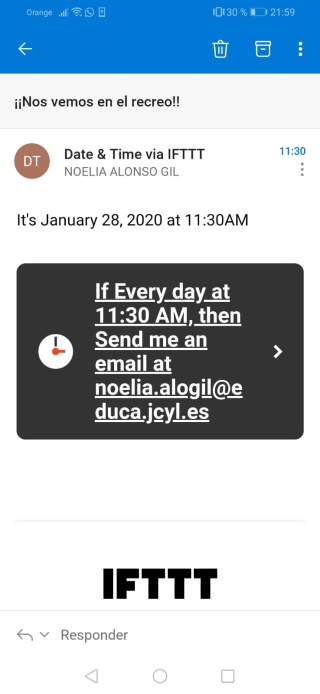 Orange 30 % 21:59
¡¡Nos vemos en el recreo!!
DT
Date & Time via IFTTT 11:30
NOELIA ALONSO GIL
It's January 28, 2020 at 11:30AM
If Every day at
11:30 AM, then
Send me an
email at
noelia.alogil@e
duca.jcyl.es
IFTTT
Responder